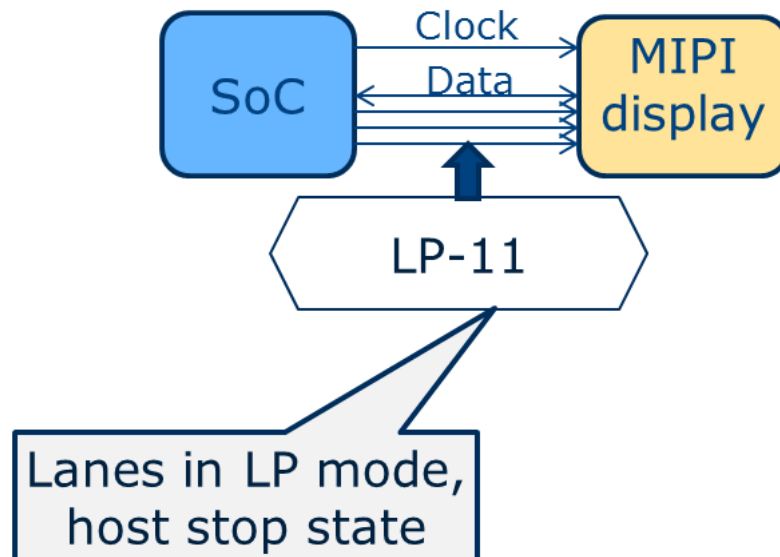 Clock
SoC
Data
MIPI
display
LP-11
Lanes in LP mode,
host stop state